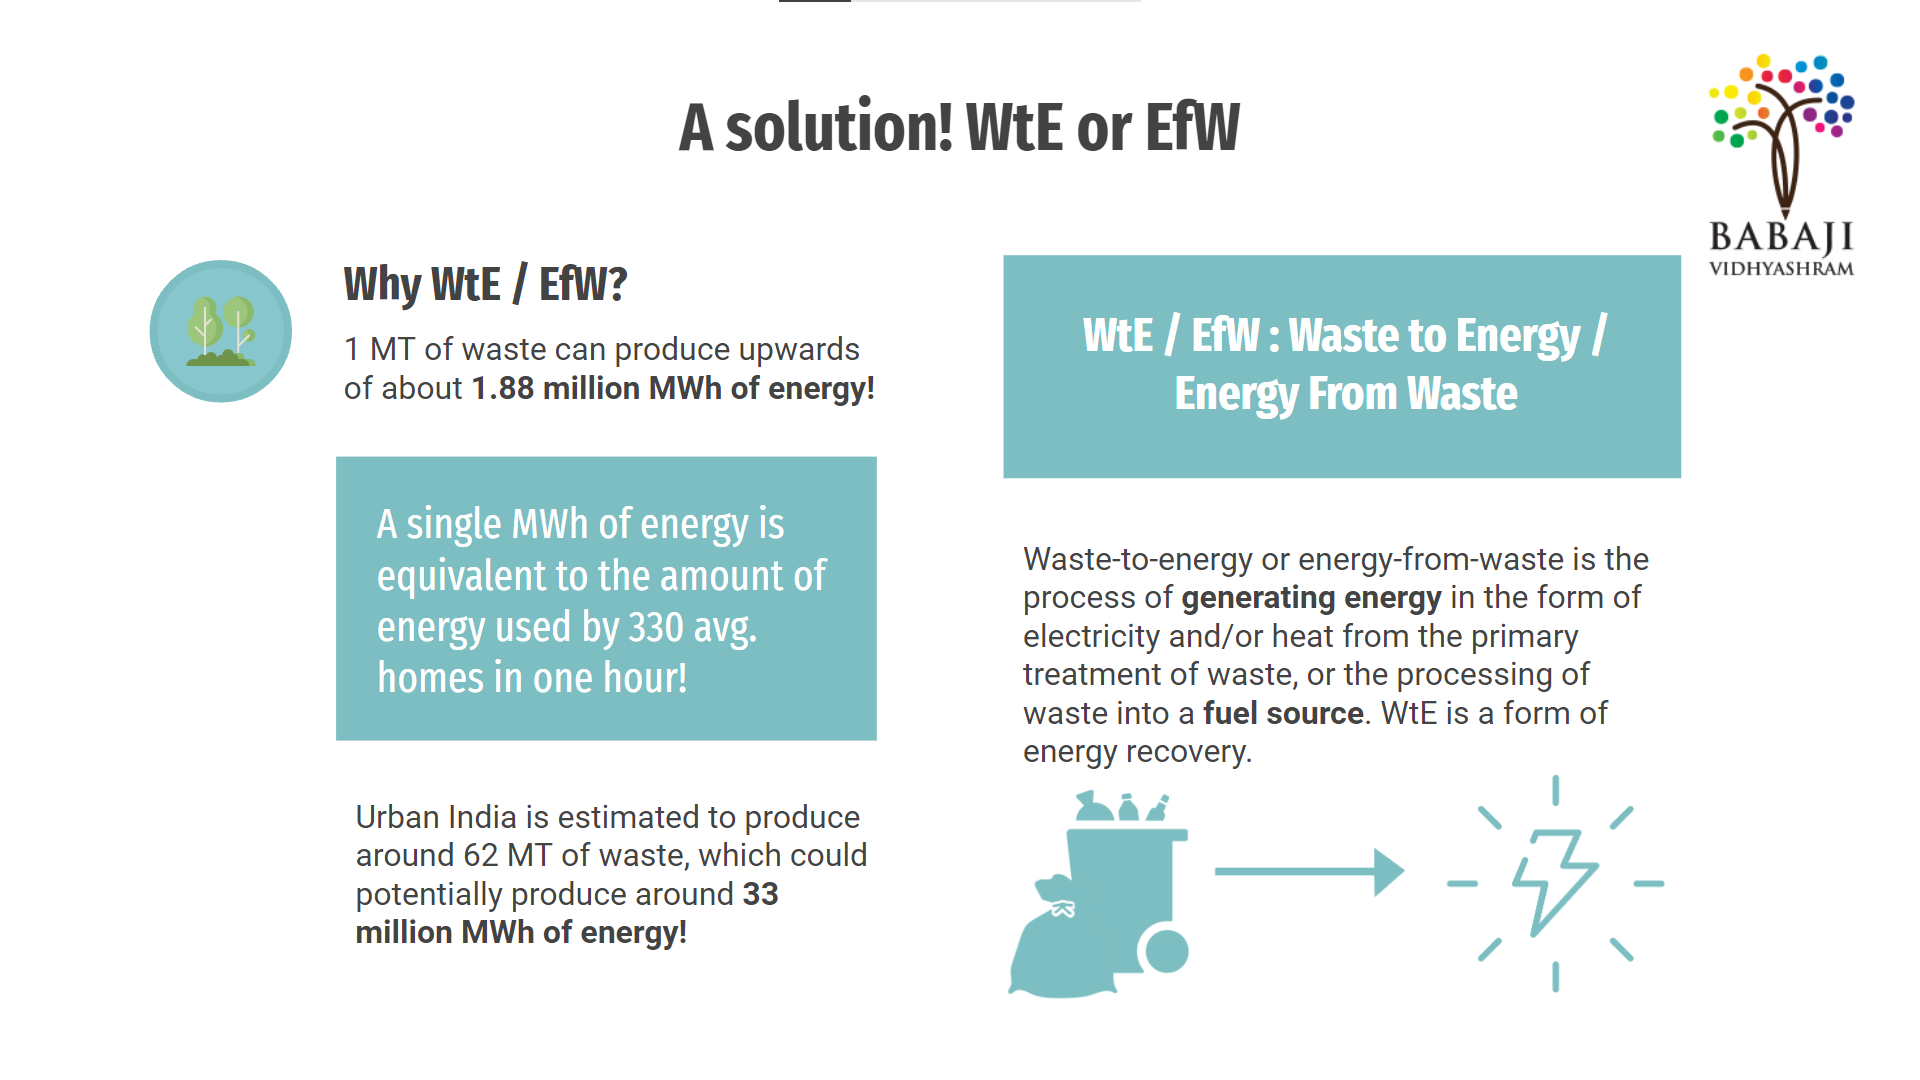 A solution! WtE or EfW
BABAJI
VIDHYASHRAM
Why WtE / EfW?
1 MT of waste can produce upwards
of about 1.88 million MWh of energy!
A single MWh of energy is
equivalent to the amount of
energy used by 330 avg.
homes in one hour!
Urban India is estimated to produce
around 62 MT of waste, which could
potentially produce around 33
million MWh of energy!
WtE / EfW : Waste to Energy /
Energy From Waste
Waste-to-energy or energy-from-waste is the
process of generating energy in the form of
electricity and/or heat from the primary
treatment of waste, or the processing of
waste into a fuel source. WtE is a form of
energy recovery.